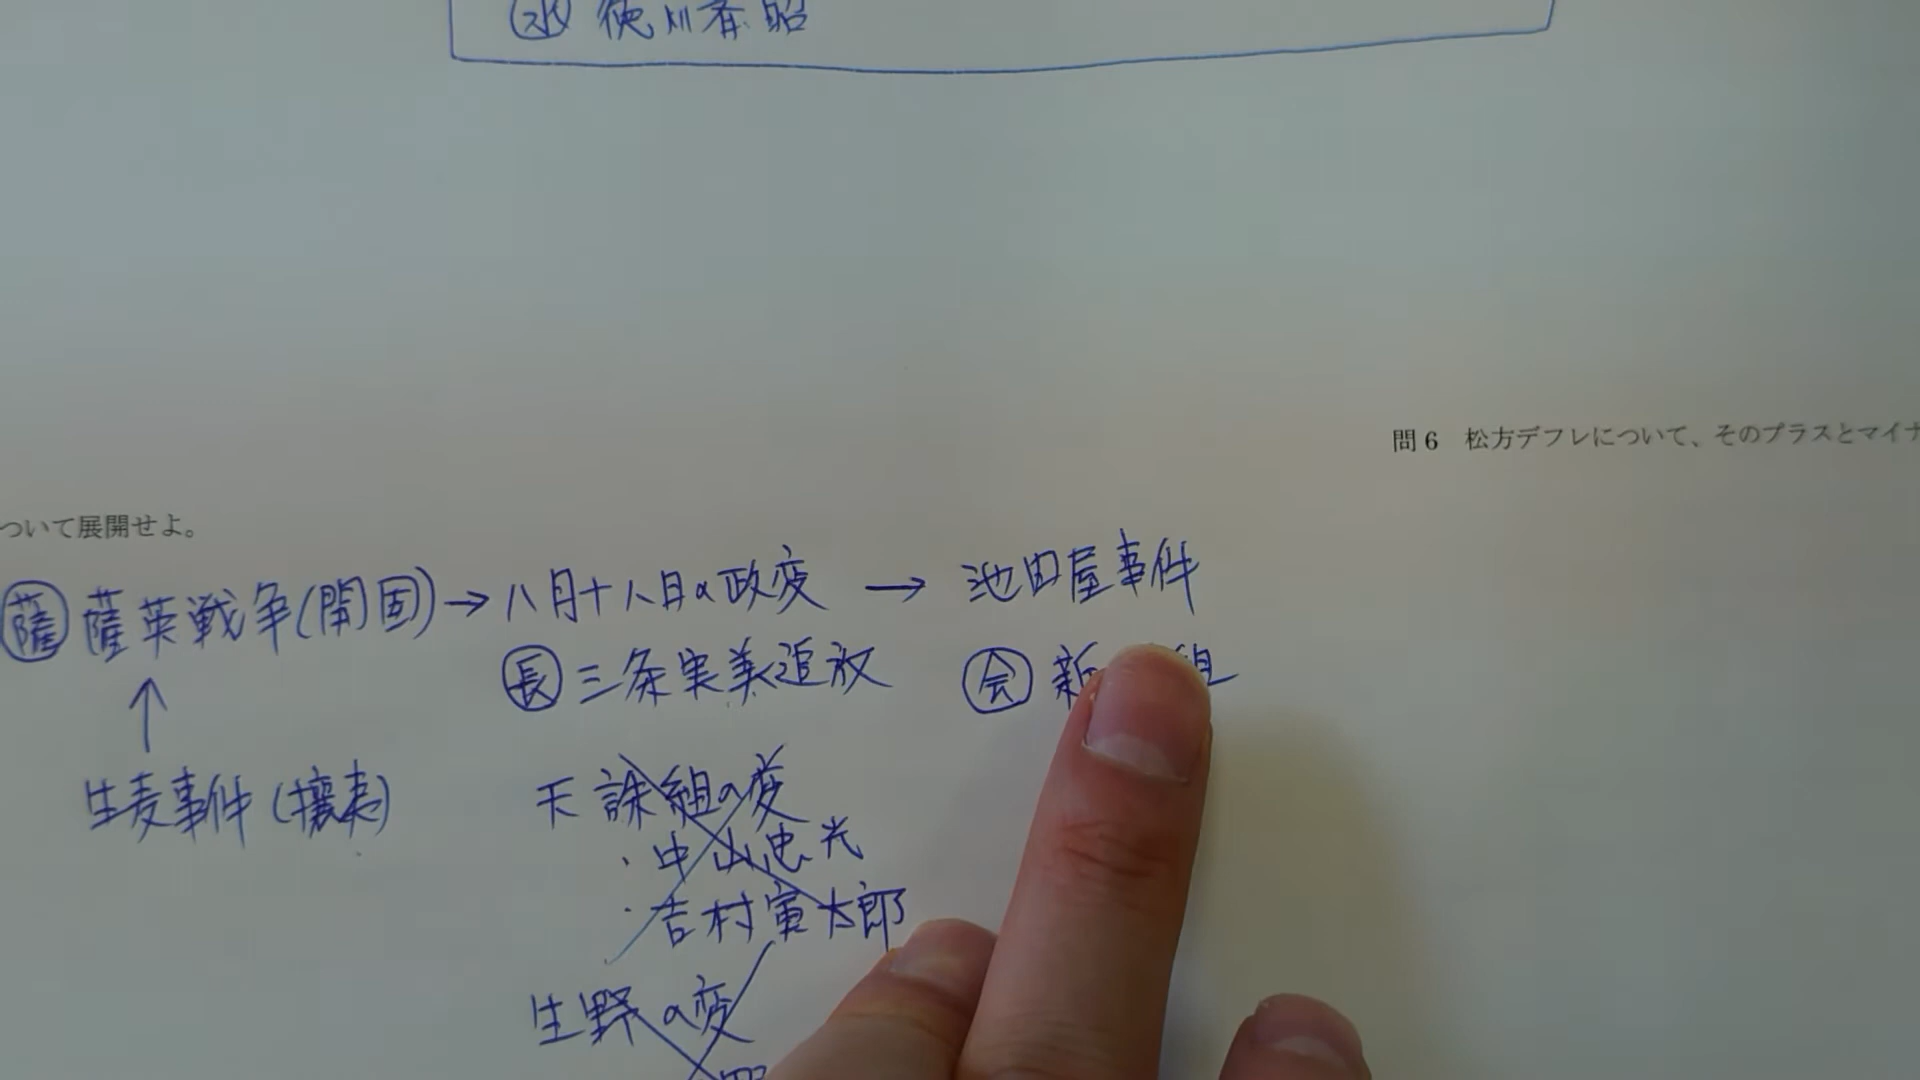 水 徳川斉昭
問6 松方デフレについて、そのプラスとマイナ
ついて展開せよ。
薩 薩英戦争(開国)→八月十八日の政変 → 池田屋事件
長 三条実美追放 会 新 組
↑
生麦事件(攘夷)
天誅組の変
・中山忠光
・吉村寅太郎
生野の変